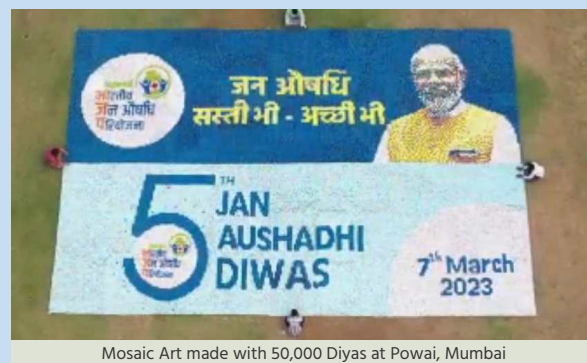 भारतीय
जन औषधि
परियोजना
जन औषधि
सस्ती भी - अच्छी भी
5TH
JAN
AUSHADHI
DIWAS
7th March
2023
Mosaic Art made with 50,000 Diyas at Powai, Mumbai